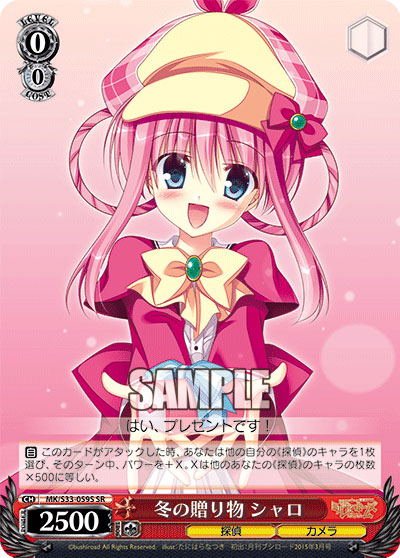 LEVEL
0
0
COST
SAMPLE
はい、プレゼントです！
自 このカードがアタックした時、あなたは他の自分の《探偵》のキャラを1枚
選び、そのターン中、パワーを＋X。Xは他のあなたの《探偵》のキャラの枚数
×500に等しい。
CH MK/S33-059S SR
POWER 2500 冬の贈り物 シャロ
探偵 カメラ
©bushiroad All Rights Reserved. illust:たにはらなつき 初出：月刊ブシロード2015年3月号